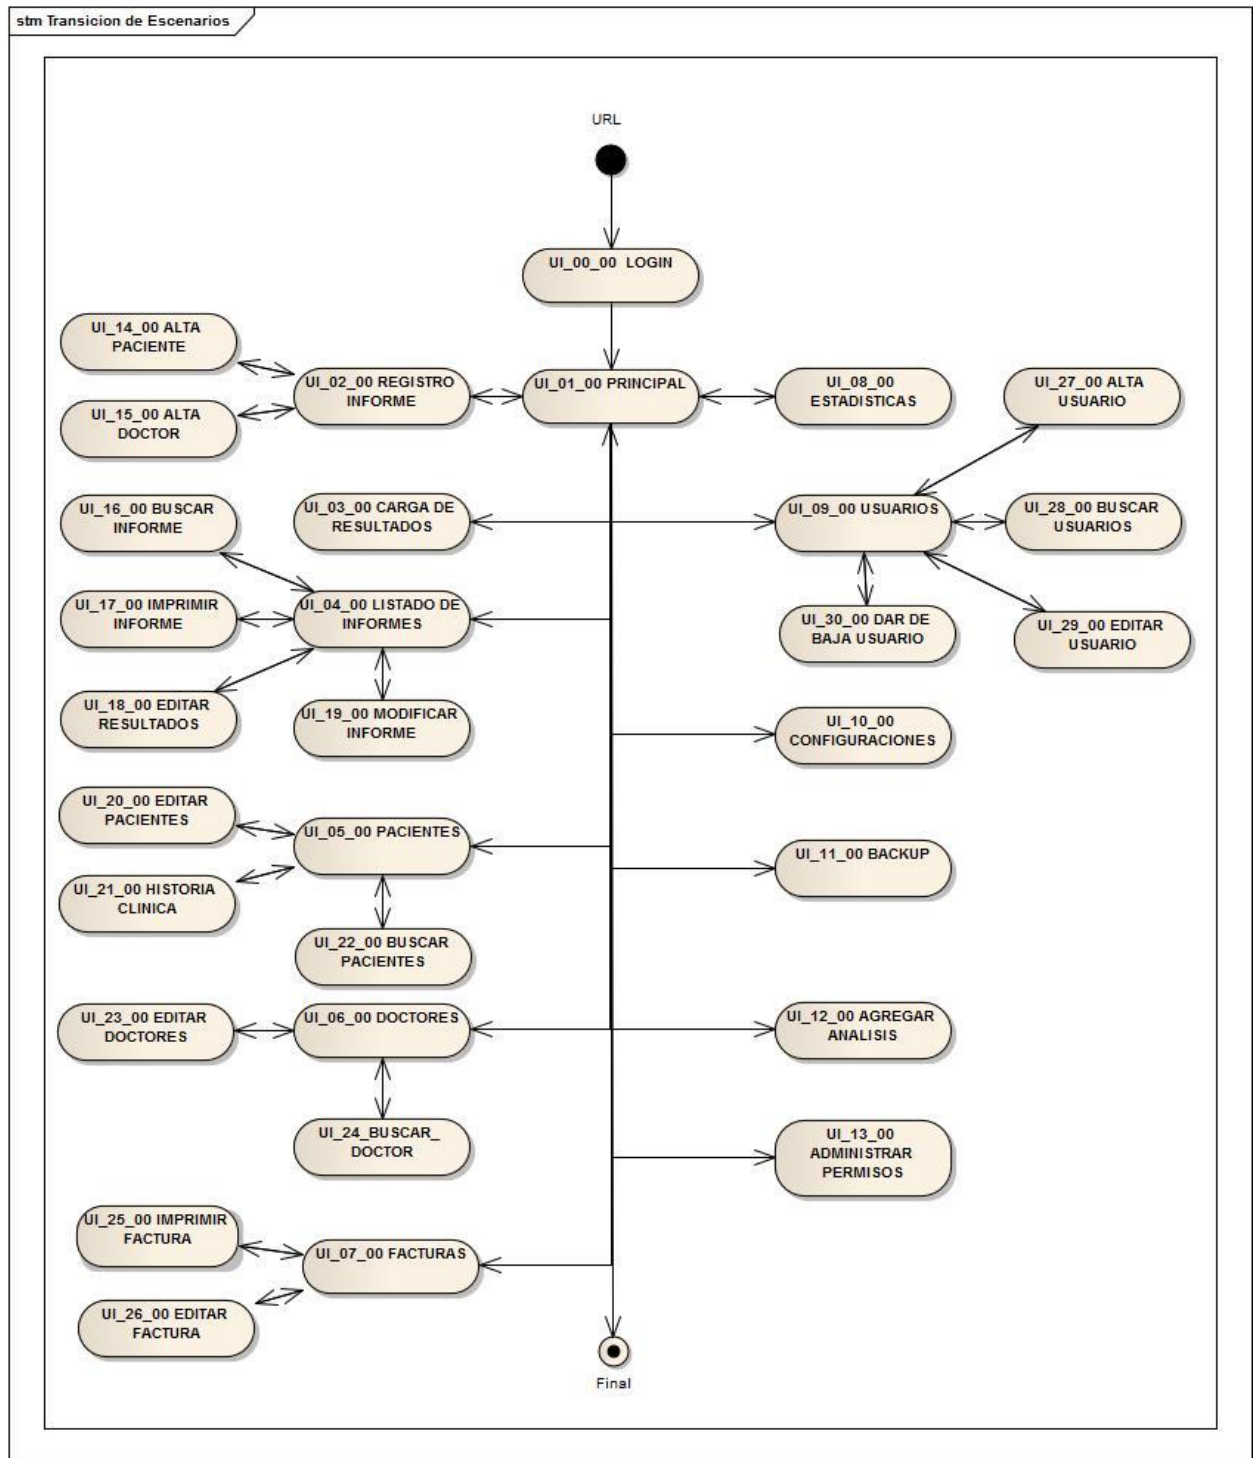 stm Transicion de Escenarios
URL
UI_00_00 LOGIN
UI_14_00 ALTA
PACIENTE
UI_02_00 REGISTRO
INFORME
UI_01_00 PRINCIPAL
UI_08_00
ESTADISTICAS
UI_27_00 ALTA
USUARIO
UI_15_00 ALTA
DOCTOR
UI_16_00 BUSCAR
INFORME
UI_03_00 CARGA DE
RESULTADOS
UI_09_00 USUARIOS
UI_28_00 BUSCAR
USUARIOS
UI_17_00 IMPRIMIR
INFORME
UI_04_00 LISTADO DE
INFORMES
UI_30_00 DAR DE
BAJA USUARIO
UI_29_00 EDITAR
USUARIO
UI_18_00 EDITAR
RESULTADOS
UI_19_00 MODIFICAR
INFORME
UI_10_00
CONFIGURACIONES
UI_20_00 EDITAR
PACIENTES
UI_05_00 PACIENTES
UI_11_00 BACKUP
UI_21_00 HISTORIA
CLINICA
UI_22_00 BUSCAR
PACIENTES
UI_23_00 EDITAR
DOCTORES
UI_06_00 DOCTORES
UI_12_00 AGREGAR
ANALISIS
UI_24_BUSCAR_
DOCTOR
UI_13_00
ADMINISTRAR
PERMISOS
UI_25_00 IMPRIMIR
FACTURA
UI_07_00 FACTURAS
UI_26_00 EDITAR
FACTURA
Final